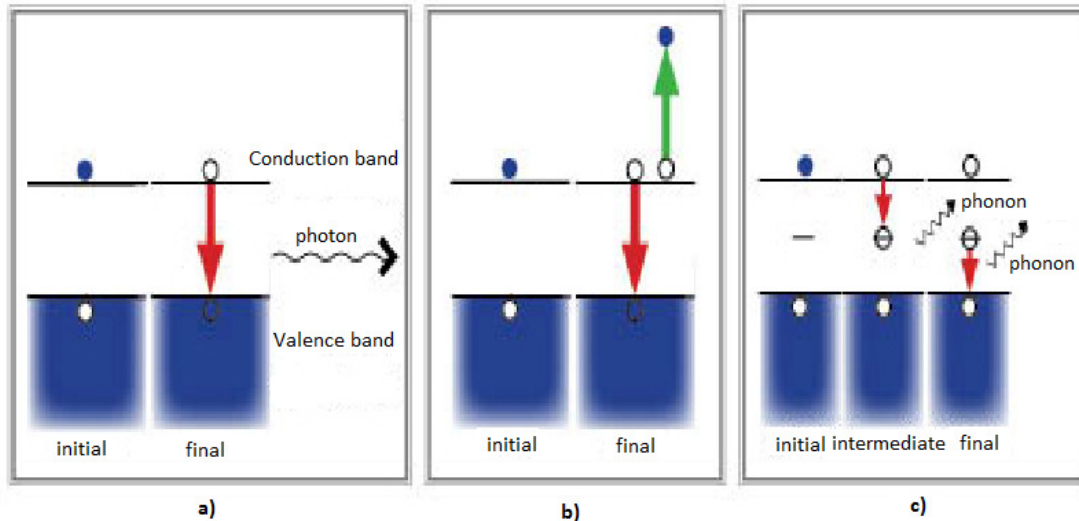 Conduction band
photon
Valence band
initial
final
a)
initial
final
b)
phonon
phonon
initial
intermediate
final
c)